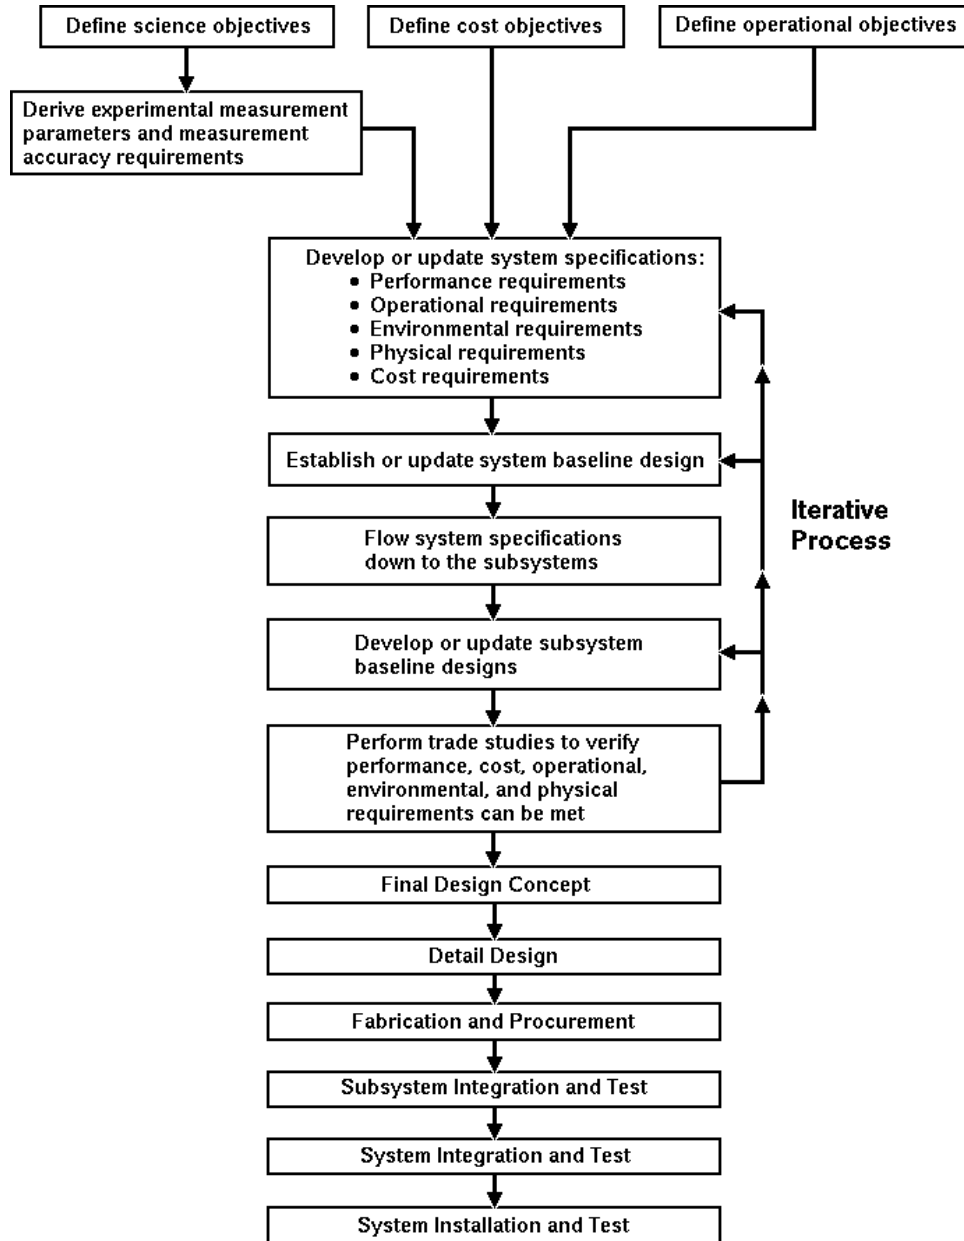 Define science objectives
Define cost objectives
Define operational objectives
Derive experimental measurement
parameters and measurement
accuracy requirements
Develop or update system specifications:
• Performance requirements
• Operational requirements
• Environmental requirements
• Physical requirements
• Cost requirements
Establish or update system baseline design
Iterative
Process
Flow system specifications
down to the subsystems
Develop or update subsystem
baseline designs
Perform trade studies to verify
performance, cost, operational,
environmental, and physical
requirements can be met
Final Design Concept
Detail Design
Fabrication and Procurement
Subsystem Integration and Test
System Integration and Test
System Installation and Test